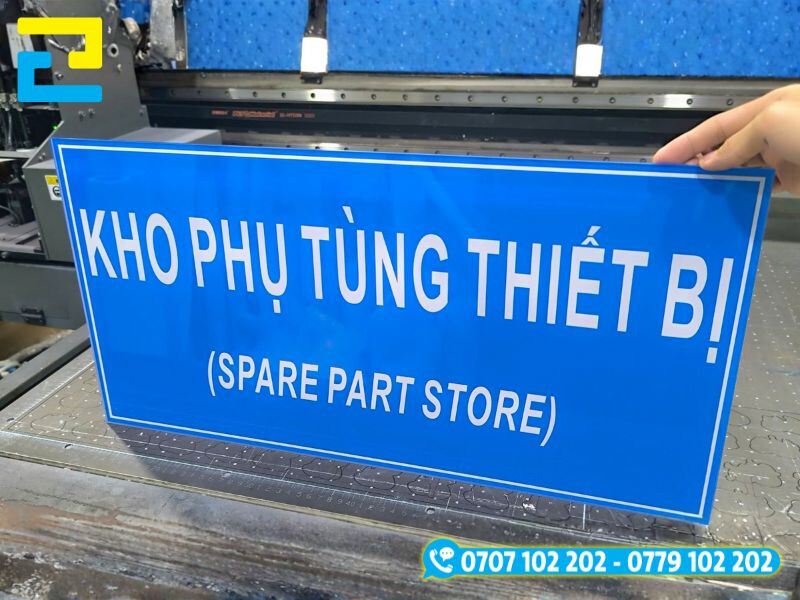 KHO PHỤ TÙNG THIẾT BỊ
(SPARE PART STORE)
0707 102 202 - 0779 102 202